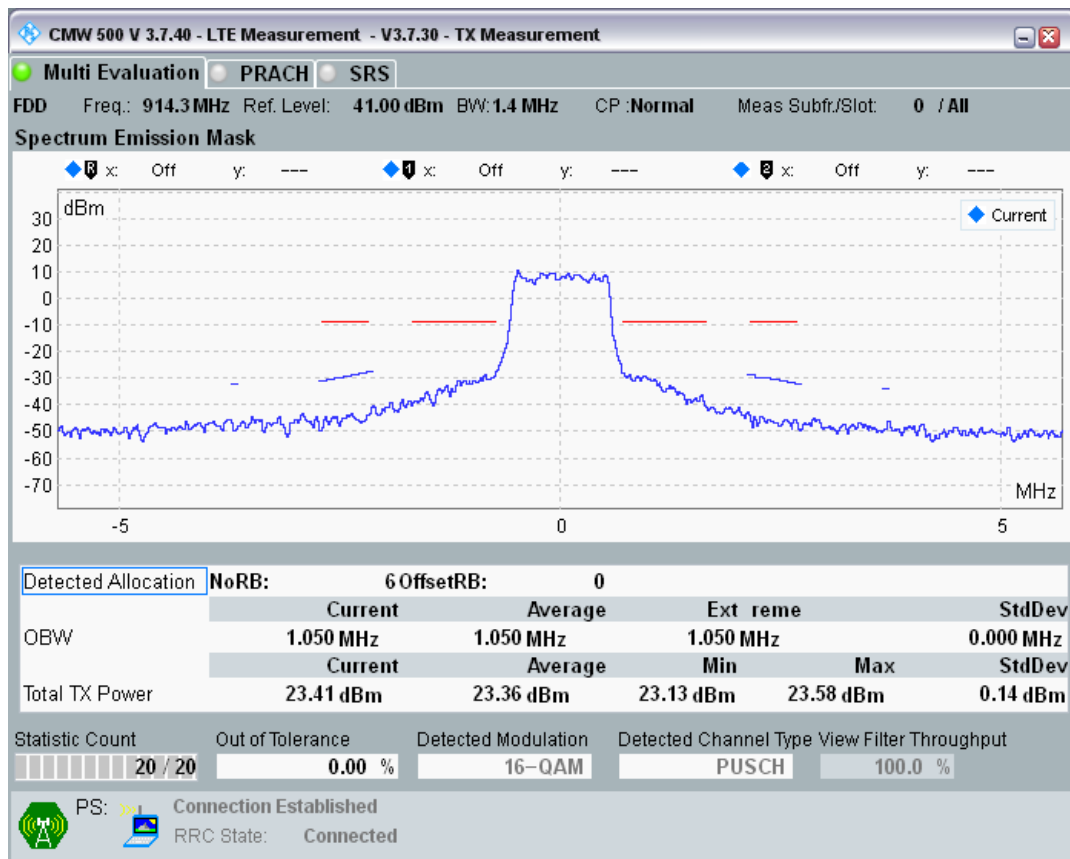 CMW 500 V 3.7.40 - LTE Measurement - V3.7.30 - TX Measurement
Multi Evaluation PRACH SRS
FDD Freq.: 914.3 MHz Ref. Level: 41.00 dBm BW: 1.4 MHz CP :Normal Meas Subfr./Slot: 0 / All
Spectrum Emission Mask
R x: Off y: --- 1 x: Off y: --- 2 x: Off y: ---
dBm
Current
30
20
10
0
-10
-20
-30
-40
-50
-60
-70
MHz
-5 0 5
Detected Allocation NoRB: 6 OffsetRB: 0
Current Average Ext reme StdDev
OBW 1.050 MHz 1.050 MHz 1.050 MHz 0.000 MHz
Current Average Min Max StdDev
Total TX Power 23.41 dBm 23.36 dBm 23.13 dBm 23.58 dBm 0.14 dBm
Statistic Count Out of Tolerance Detected Modulation Detected Channel Type View Filter Throughput
20 / 20 0.00 % 16-QAM PUSCH 100.0 %
PS: Connection Established
RRC State: Connected